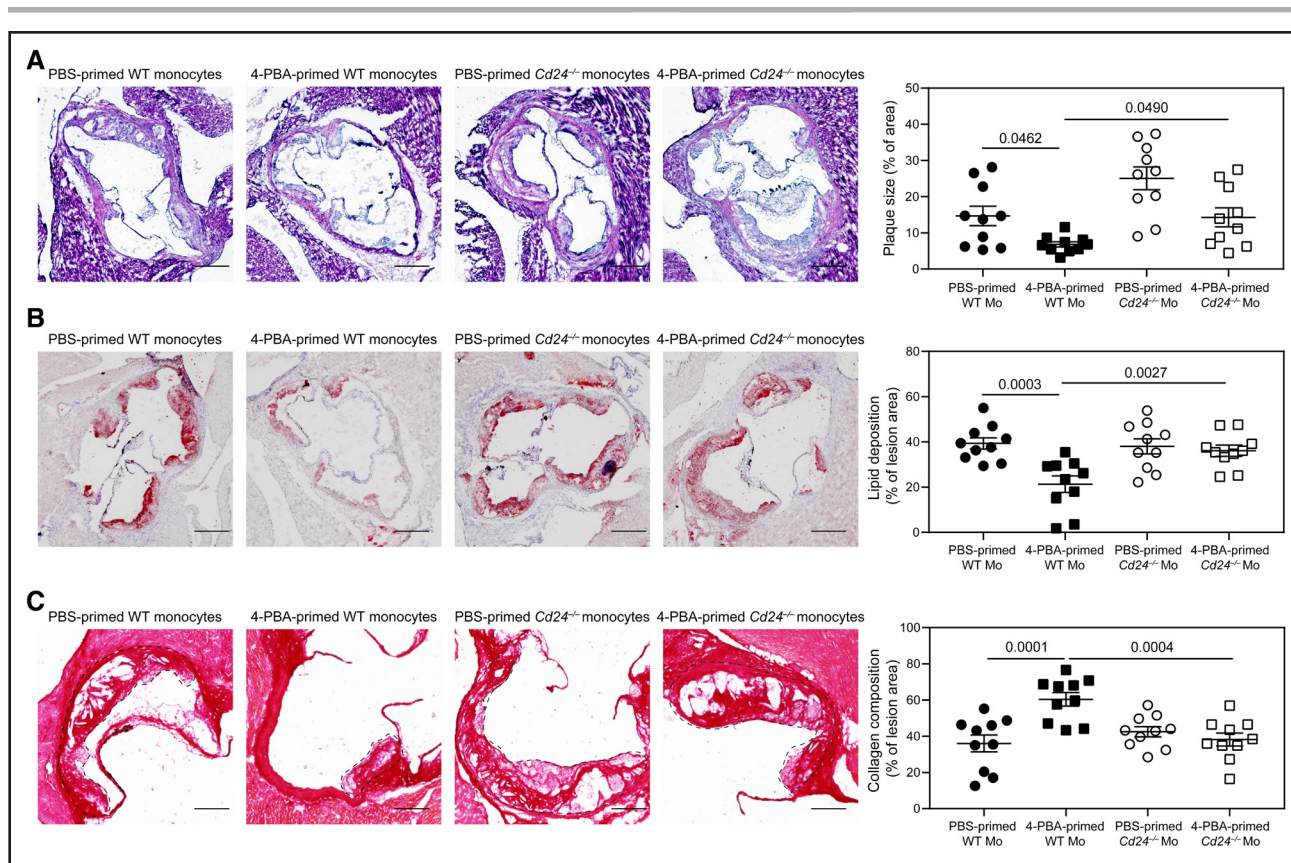 A
PBS-primed WT monocytes
4-PBA-primed WT monocytes
PBS-primed Cd24–/– monocytes
4-PBA-primed Cd24–/– monocytes
Plaque size (% of area)
50
40
30
20
10
0
0.0462
0.0490
PBS-primed
WT Mo
4-PBA-primed
WT Mo
PBS-primed
Cd24–/– Mo
4-PBA-primed
Cd24–/– Mo
B
PBS-primed WT monocytes
4-PBA-primed WT monocytes
PBS-primed Cd24–/– monocytes
4-PBA-primed Cd24–/– monocytes
Lipid deposition
(% of lesion area)
80
60
40
20
0
0.0003
0.0027
PBS-primed
WT Mo
4-PBA-primed
WT Mo
PBS-primed
Cd24–/– Mo
4-PBA-primed
Cd24–/– Mo
C
PBS-primed WT monocytes
4-PBA-primed WT monocytes
PBS-primed Cd24–/– monocytes
4-PBA-primed Cd24–/– monocytes
Collagen composition
(% of lesion area)
100
80
60
40
20
0
0.0001
0.0004
PBS-primed
WT Mo
4-PBA-primed
WT Mo
PBS-primed
Cd24–/– Mo
4-PBA-primed
Cd24–/– Mo